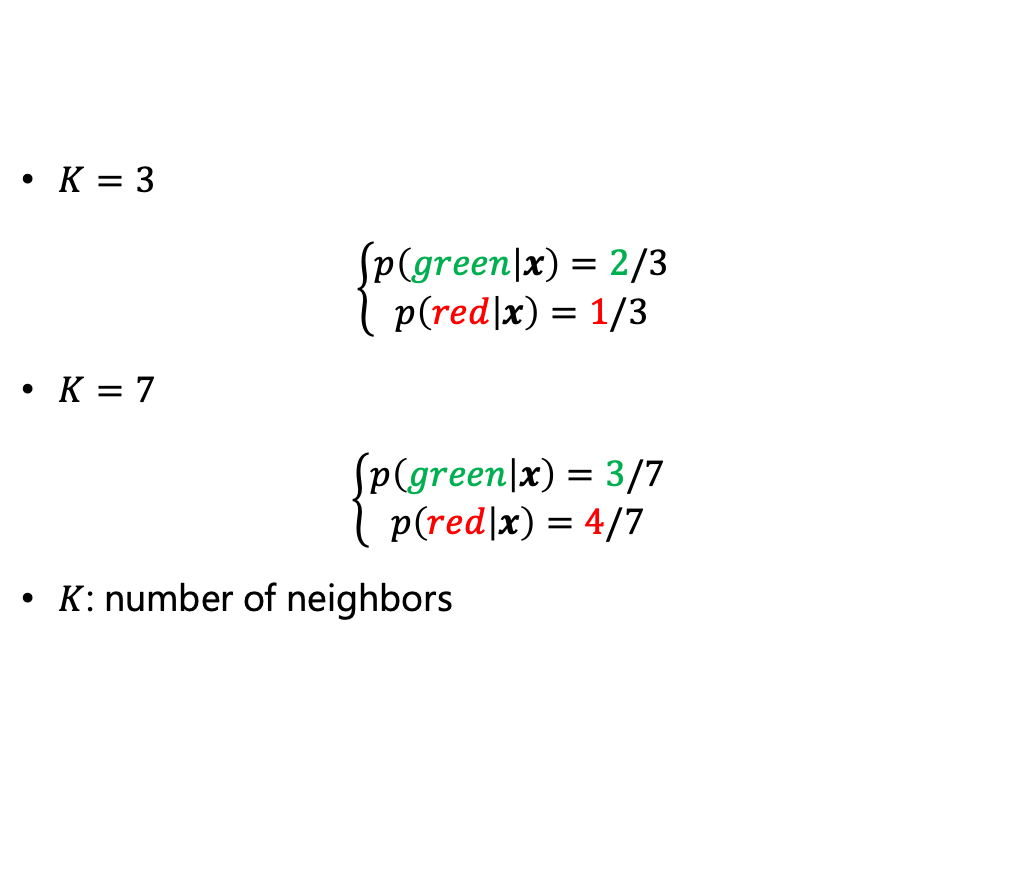 • K = 3
p(green|x) = 2/3
p(red|x) = 1/3
• K = 7
p(green|x) = 3/7
p(red|x) = 4/7
• K: number of neighbors